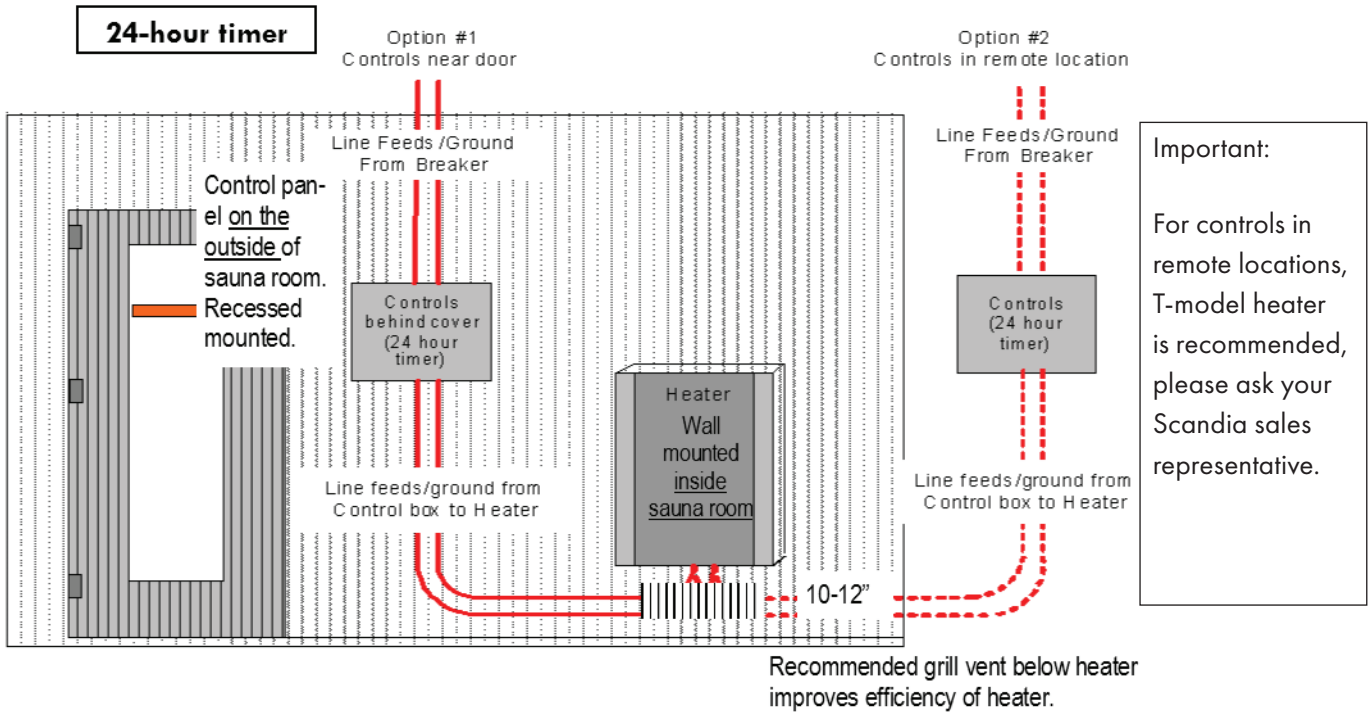 24-hour timer
Option #1
Controls near door
Option #2
Controls in remote location
Line Feeds/Ground
From Breaker
Line Feeds/Ground
From Breaker
Control pan-
el on the
outside of
sauna room.
Recessed
mounted.
Controls
behind cover
(24 hour
timer)
Controls
(24 hour
timer)
Heater
Wall
mounted
inside
sauna room
Line feeds/ground from
Control box to Heater
Line feeds/ground from
Control box to Heater
10-12”
Recommended grill vent below heater
improves efficiency of heater.
Important:
For controls in
remote locations,
T-model heater
is recommended,
please ask your
Scandia sales
representative.